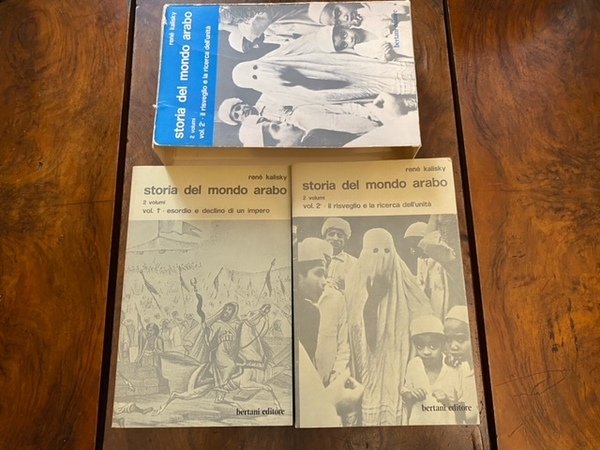 rené kalisky
storia del mondo arabo
2 volumi
vol. 2° - il risveglio e la ricerca dell'unità
bertani editore
rené kalisky
storia del mondo arabo
2 volumi
vol. 1° - esordio e declino di un impero
bertani editore
rené kalisky
storia del mondo arabo
2 volumi
vol. 2° - il risveglio e la ricerca dell'unità
bertani editore